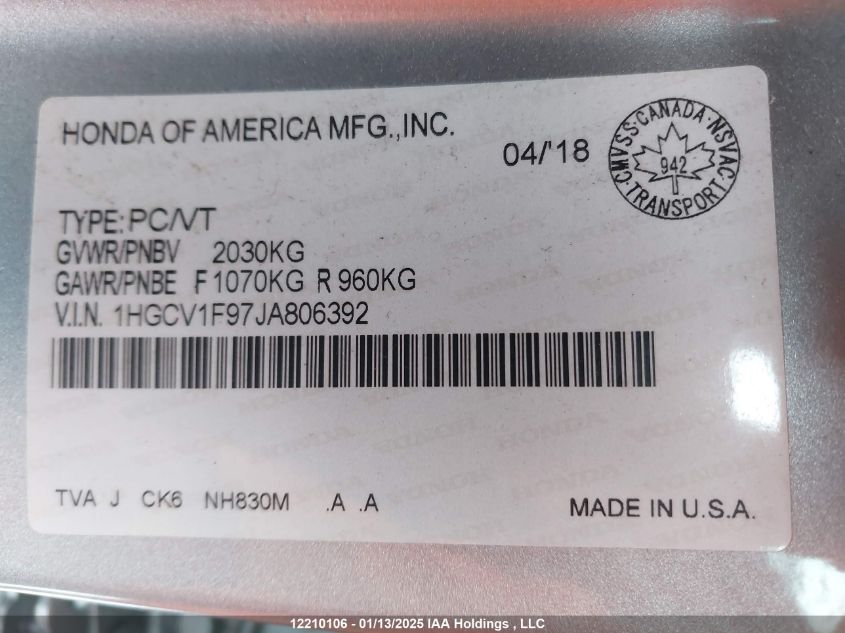 HONDA OF AMERICA MFG.,INC.
04/'18
CMVSS·CANADA·NSVAC·TRANSPORT·
942
TYPE: PC/VT
GVWR/PNBV 2030KG
GAWR/PNBE F 1070KG R 960KG
V.I.N. 1HGCV1F97JA806392
TVA J CK6 NH830M .A .A
MADE IN U.S.A.
12210106 - 01/13/2025 IAA Holdings , LLC